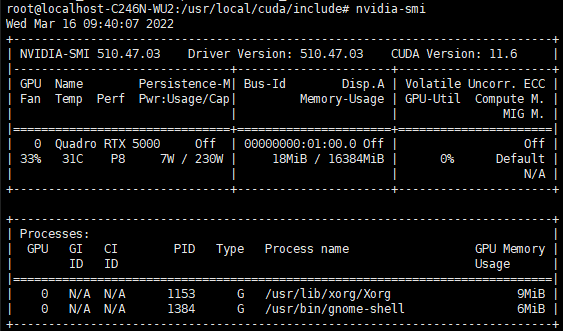 root@localhost-C246N-WU2:/usr/local/cuda/include# nvidia-smi
Wed Mar 16 09:40:07 2022
+-----------------------------------------------------------------------------+
| NVIDIA-SMI 510.47.03    Driver Version: 510.47.03    CUDA Version: 11.6     |
|-------------------------------+----------------------+----------------------+
| GPU  Name        Persistence-M| Bus-Id        Disp.A | Volatile Uncorr. ECC |
| Fan  Temp  Perf  Pwr:Usage/Cap|         Memory-Usage | GPU-Util  Compute M. |
|                               |                      |               MIG M. |
|===============================+======================+======================|
|   0  Quadro RTX 5000     Off  | 00000000:01:00.0 Off |                  Off |
| 33%   31C    P8     7W / 230W |     18MiB / 16384MiB |      0%      Default |
|                               |                      |                  N/A |
+-------------------------------+----------------------+----------------------+
+-----------------------------------------------------------------------------+
| Processes:                                                                  |
|  GPU   GI   CI        PID   Type   Process name                  GPU Memory |
|        ID   ID                                                   Usage      |
|=============================================================================|
|    0   N/A  N/A      1153      G   /usr/lib/xorg/Xorg                  9MiB |
|    0   N/A  N/A      1384      G   /usr/bin/gnome-shell                6MiB |
+-----------------------------------------------------------------------------+